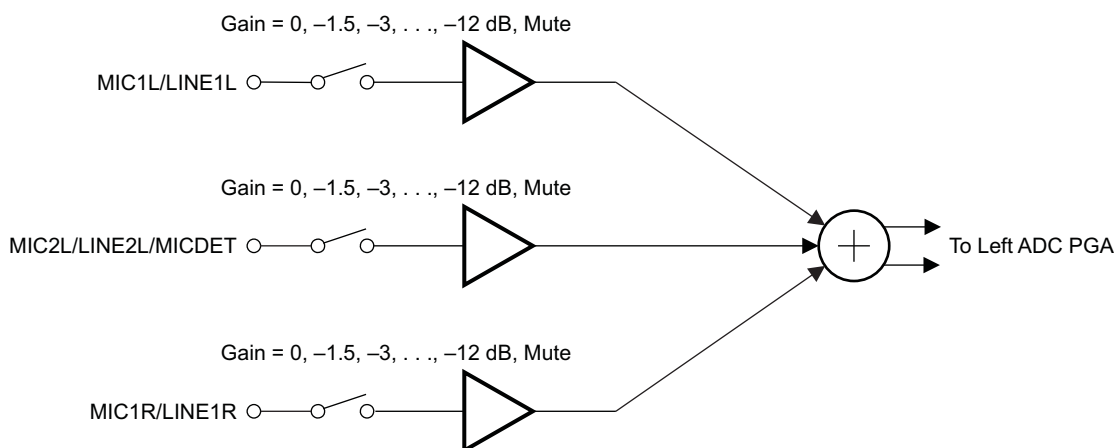 Gain = 0, –1.5, –3, . . ., –12 dB, Mute
MIC1L/LINE1L
Gain = 0, –1.5, –3, . . ., –12 dB, Mute
MIC2L/LINE2L/MICDET
+
To Left ADC PGA
Gain = 0, –1.5, –3, . . ., –12 dB, Mute
MIC1R/LINE1R